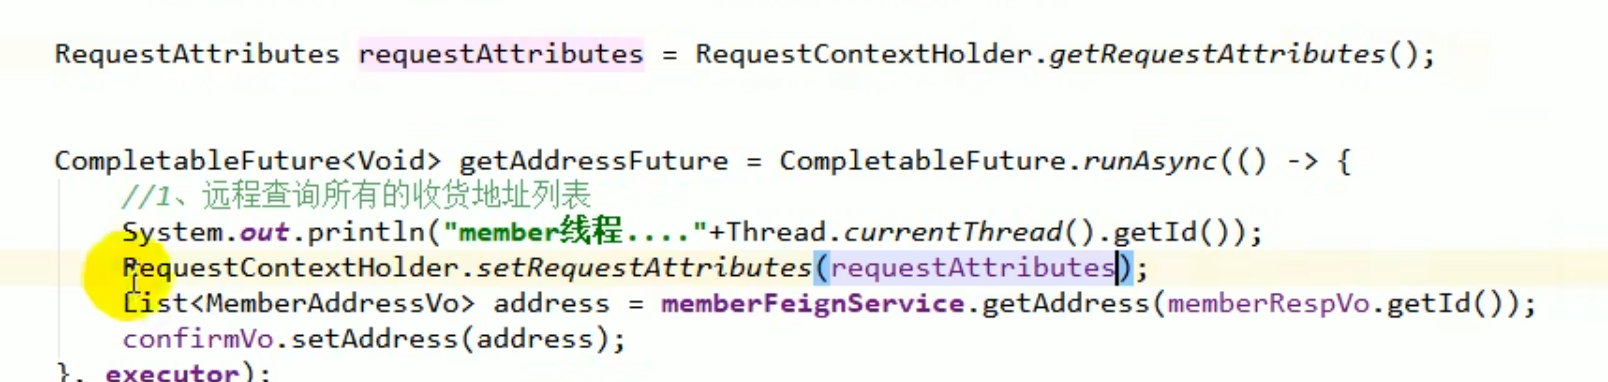 RequestAttributes requestAttributes = RequestContextHolder.getRequestAttributes();
CompletableFuture<Void> getAddressFuture = CompletableFuture.runAsync(() -> {
//1、远程查询所有的收货地址列表
System.out.println("member线程...."+Thread.currentThread().getId());
RequestContextHolder.setRequestAttributes(requestAttributes);
List<MemberAddressVo> address = memberFeignService.getAddress(memberRespVo.getId());
confirmVo.setAddress(address);
}, executor);